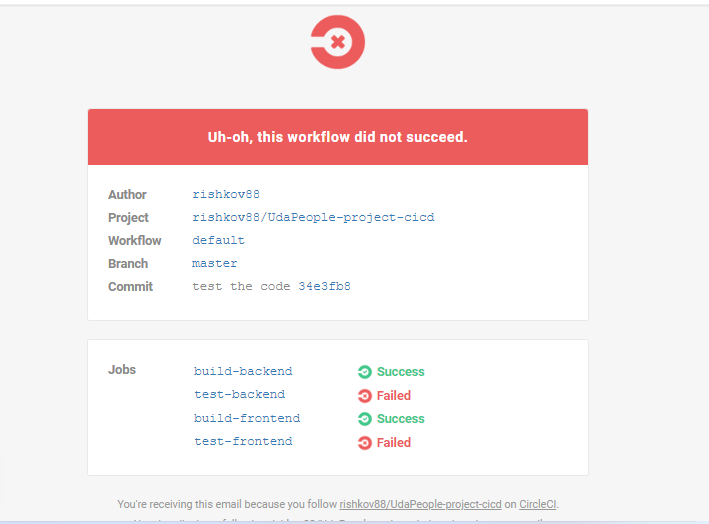 Uh-oh, this workflow did not succeed.
Author rishkov88
Project rishkov88/UdaPeople-project-cicd
Workflow default
Branch master
Commit test the code 34e3fb8
Jobs build-backend Success
test-backend Failed
build-frontend Success
test-frontend Failed
You're receiving this email because you follow rishkov88/UdaPeople-project-cicd on CircleCI.